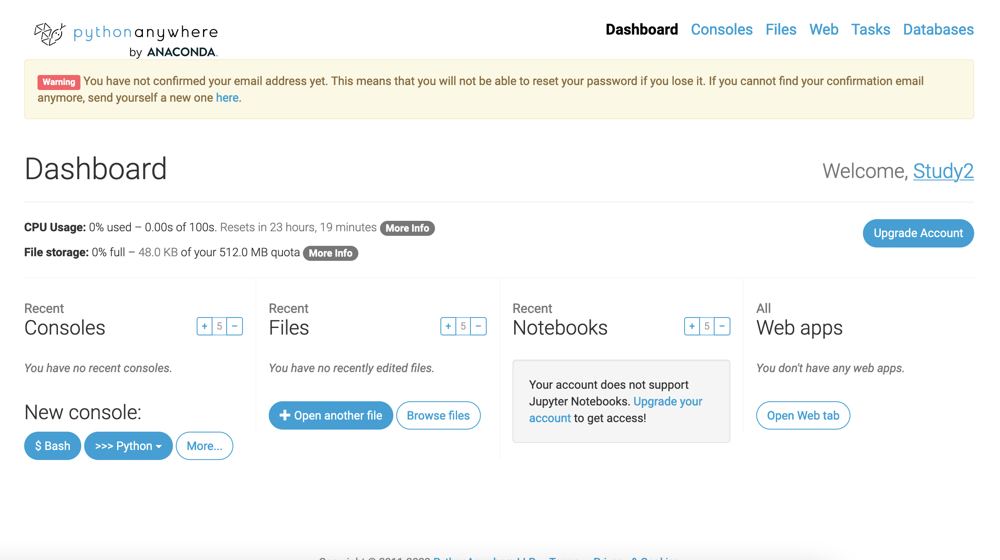 pythonanywhere
by ANACONDA.
Dashboard Consoles Files Web Tasks Databases
Warning You have not confirmed your email address yet. This means that you will not be able to reset your password if you lose it. If you cannot find your confirmation email
anymore, send yourself a new one here.
Dashboard
Welcome, Study2
CPU Usage: 0% used – 0.00s of 100s. Resets in 23 hours, 19 minutes More Info
Upgrade Account
File storage: 0% full – 48.0 KB of your 512.0 MB quota More Info
Recent
Consoles
+ 5 −
You have no recent consoles.
New console:
$ Bash >>> Python More...
Recent
Files
+ 5 −
You have no recently edited files.
Open another file Browse files
Recent
Notebooks
+ 5 −
Your account does not support
Jupyter Notebooks. Upgrade your
account to get access!
All
Web apps
You don't have any web apps.
Open Web tab